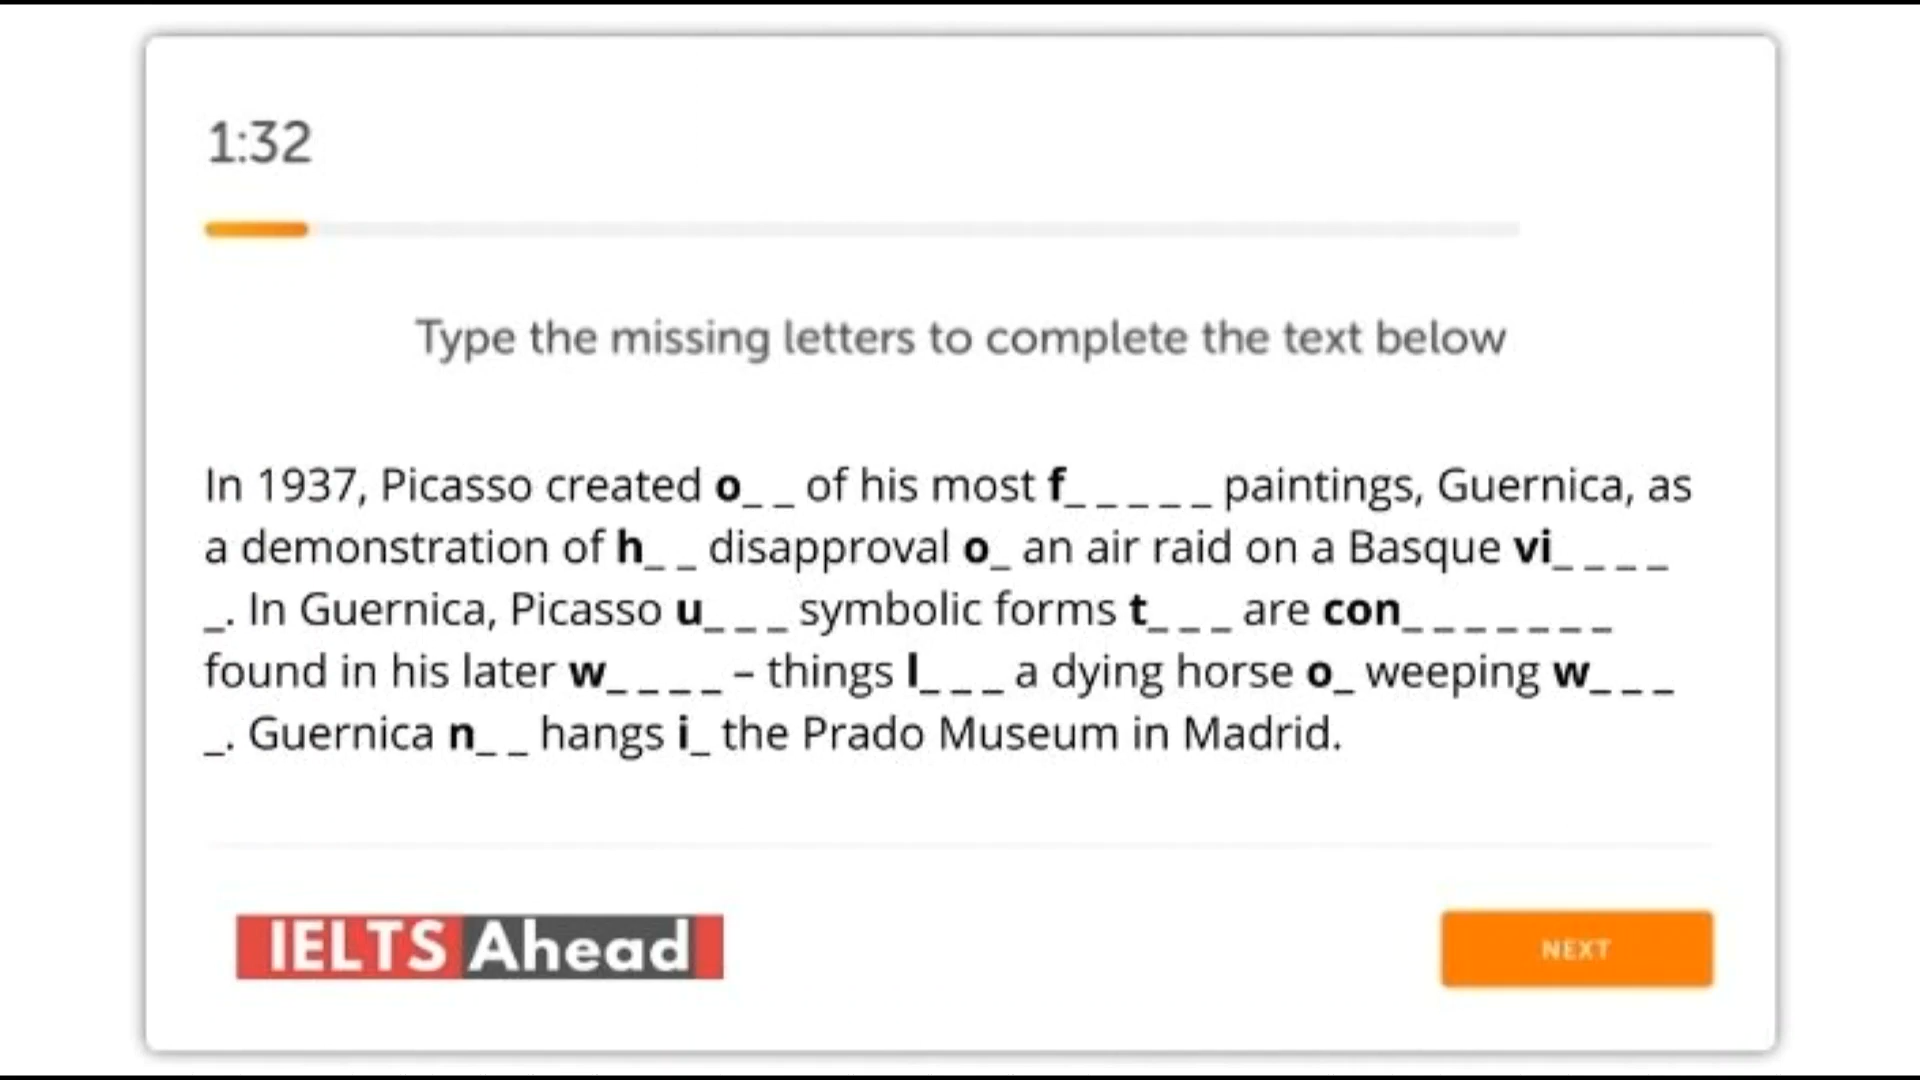 1:32
Type the missing letters to complete the text below
In 1937, Picasso created o_ _ of his most f_ _ _ _ _ paintings, Guernica, as
a demonstration of h_ _ disapproval o_ an air raid on a Basque vi_ _ _ _
_. In Guernica, Picasso u_ _ _ symbolic forms t_ _ _ are con_ _ _ _ _ _ _
found in his later w_ _ _ _ – things l_ _ _ a dying horse o_ weeping w_ _ _
_. Guernica n_ _ hangs i_ the Prado Museum in Madrid.
IELTS Ahead
NEXT